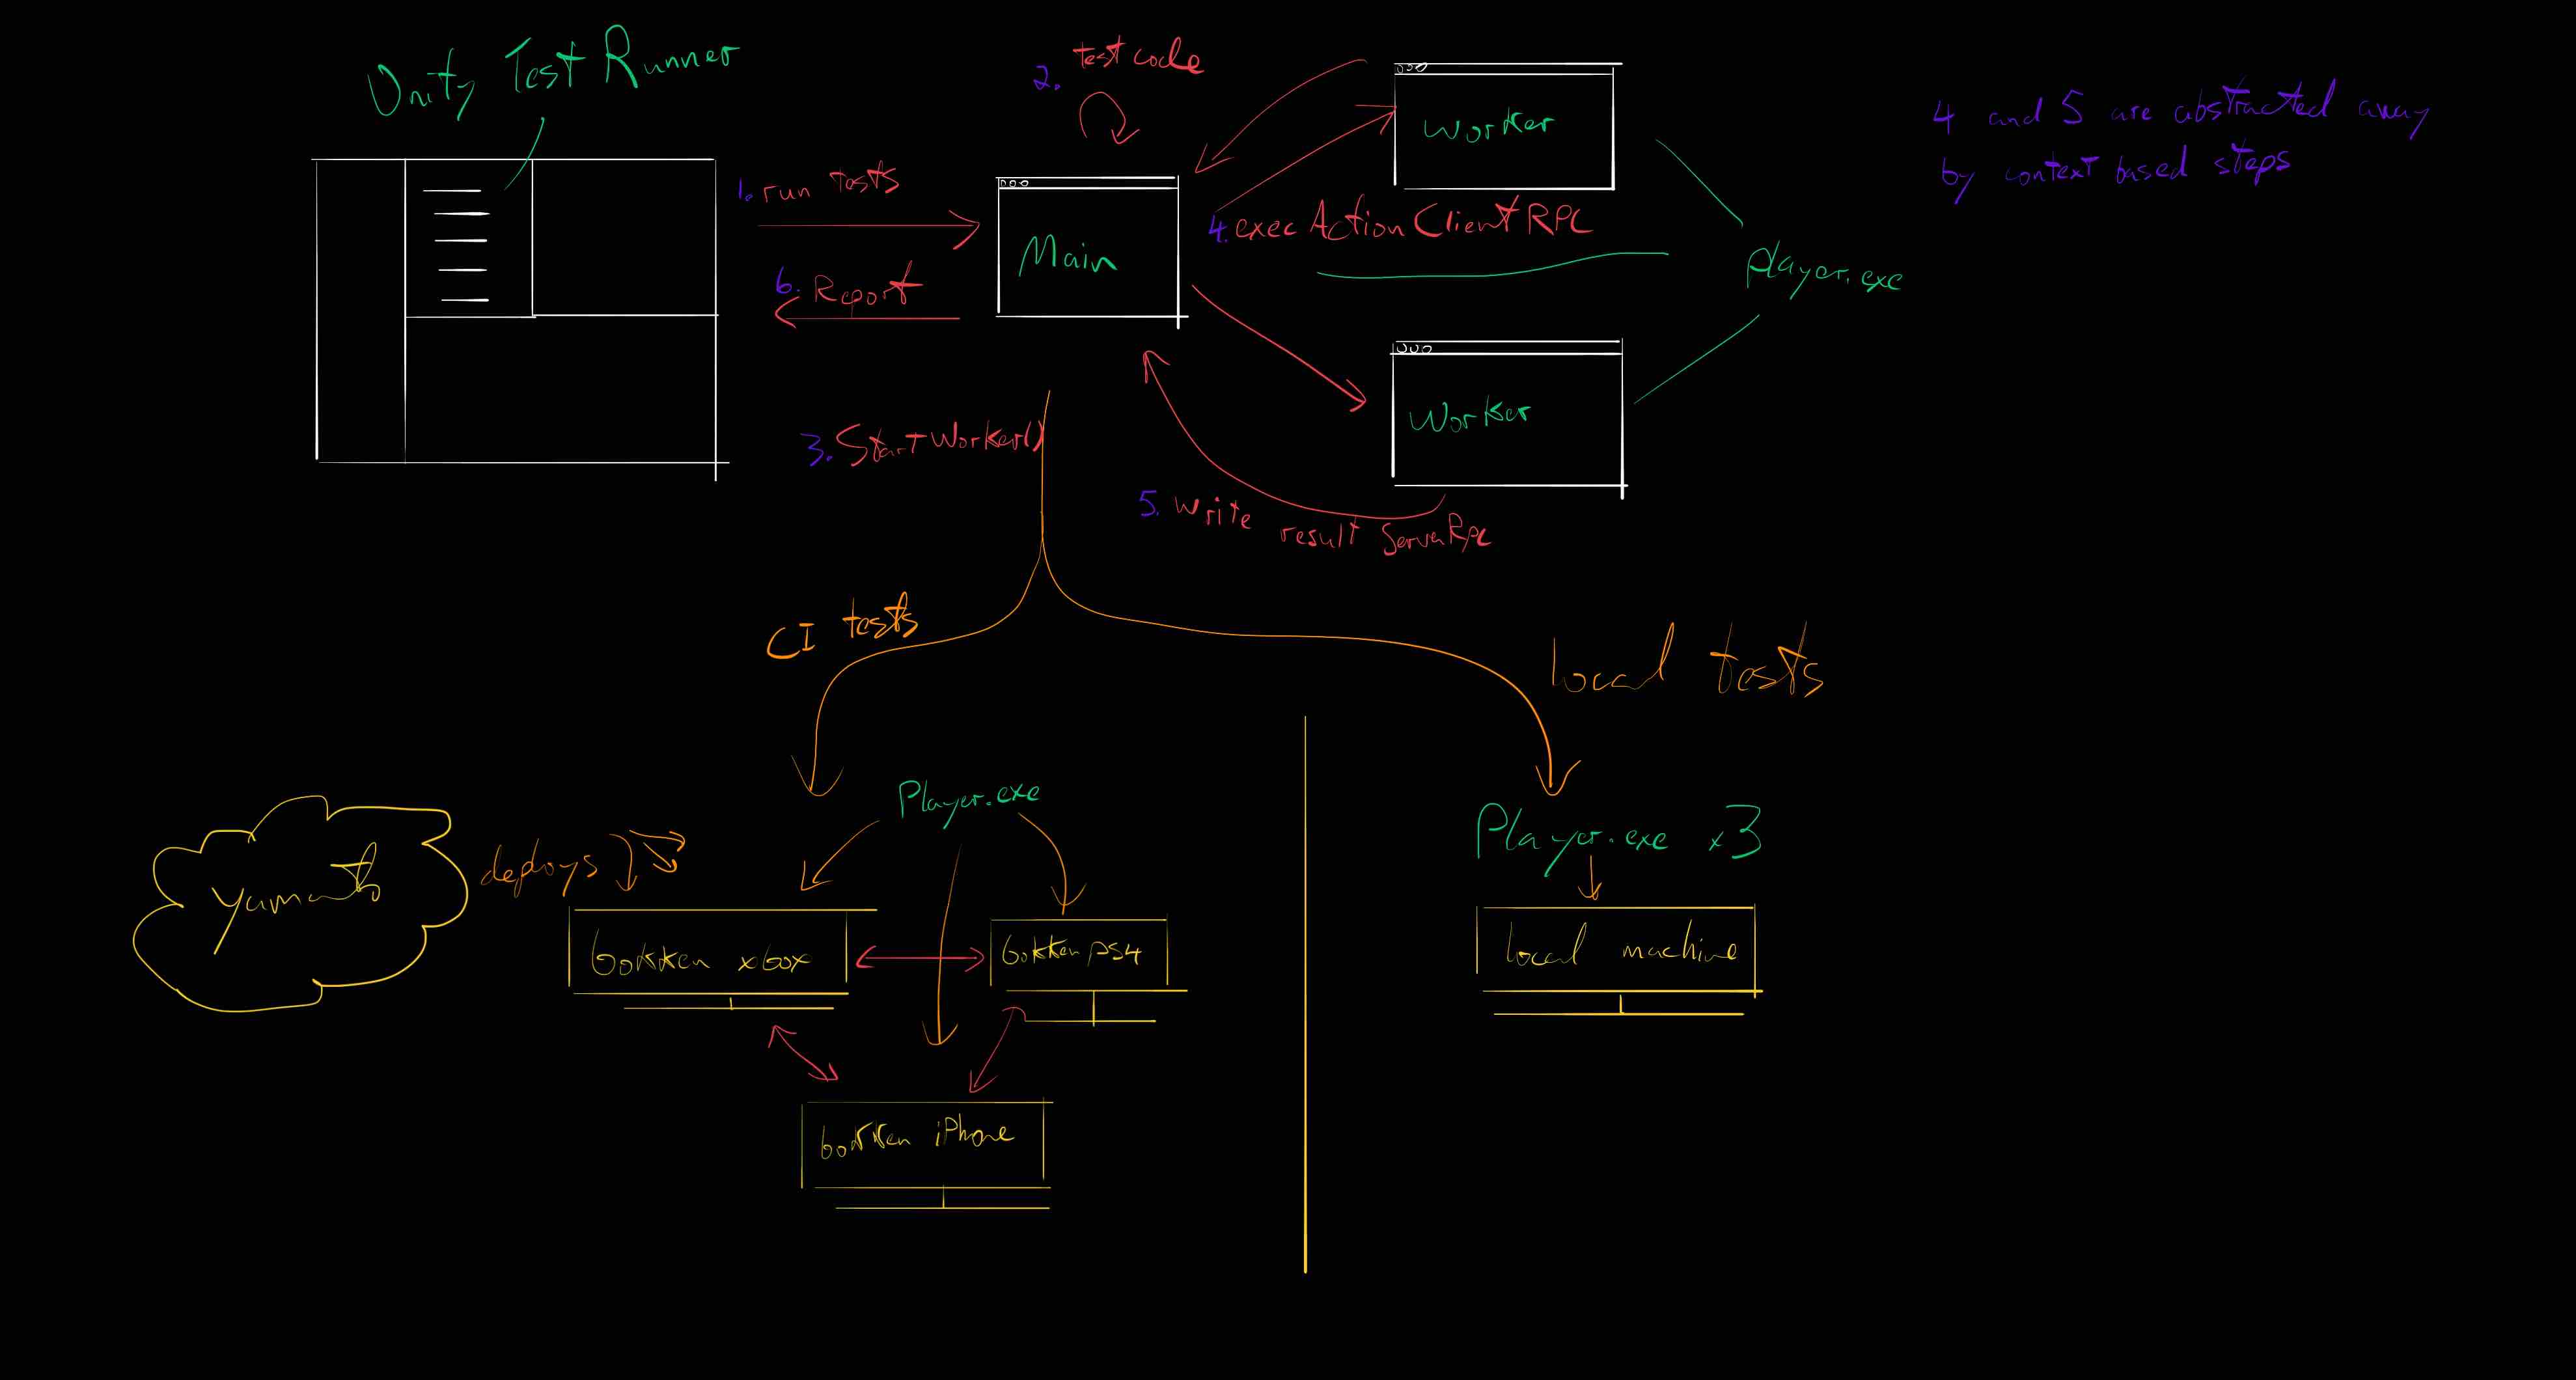 Unity Test Runner
2. test code
Worker
4 and 5 are abstracted away
by context based steps
1. run tests
Main
4. exec Action Client RPC
player.exe
6. Report
Worker
3. StartWorker()
5. Write result ServerRpc
CI tests
local tests
Player.exe
Player.exe x3
yamato
deploys
bokken xbox
bokken ps4
local machine
bokken iPhone